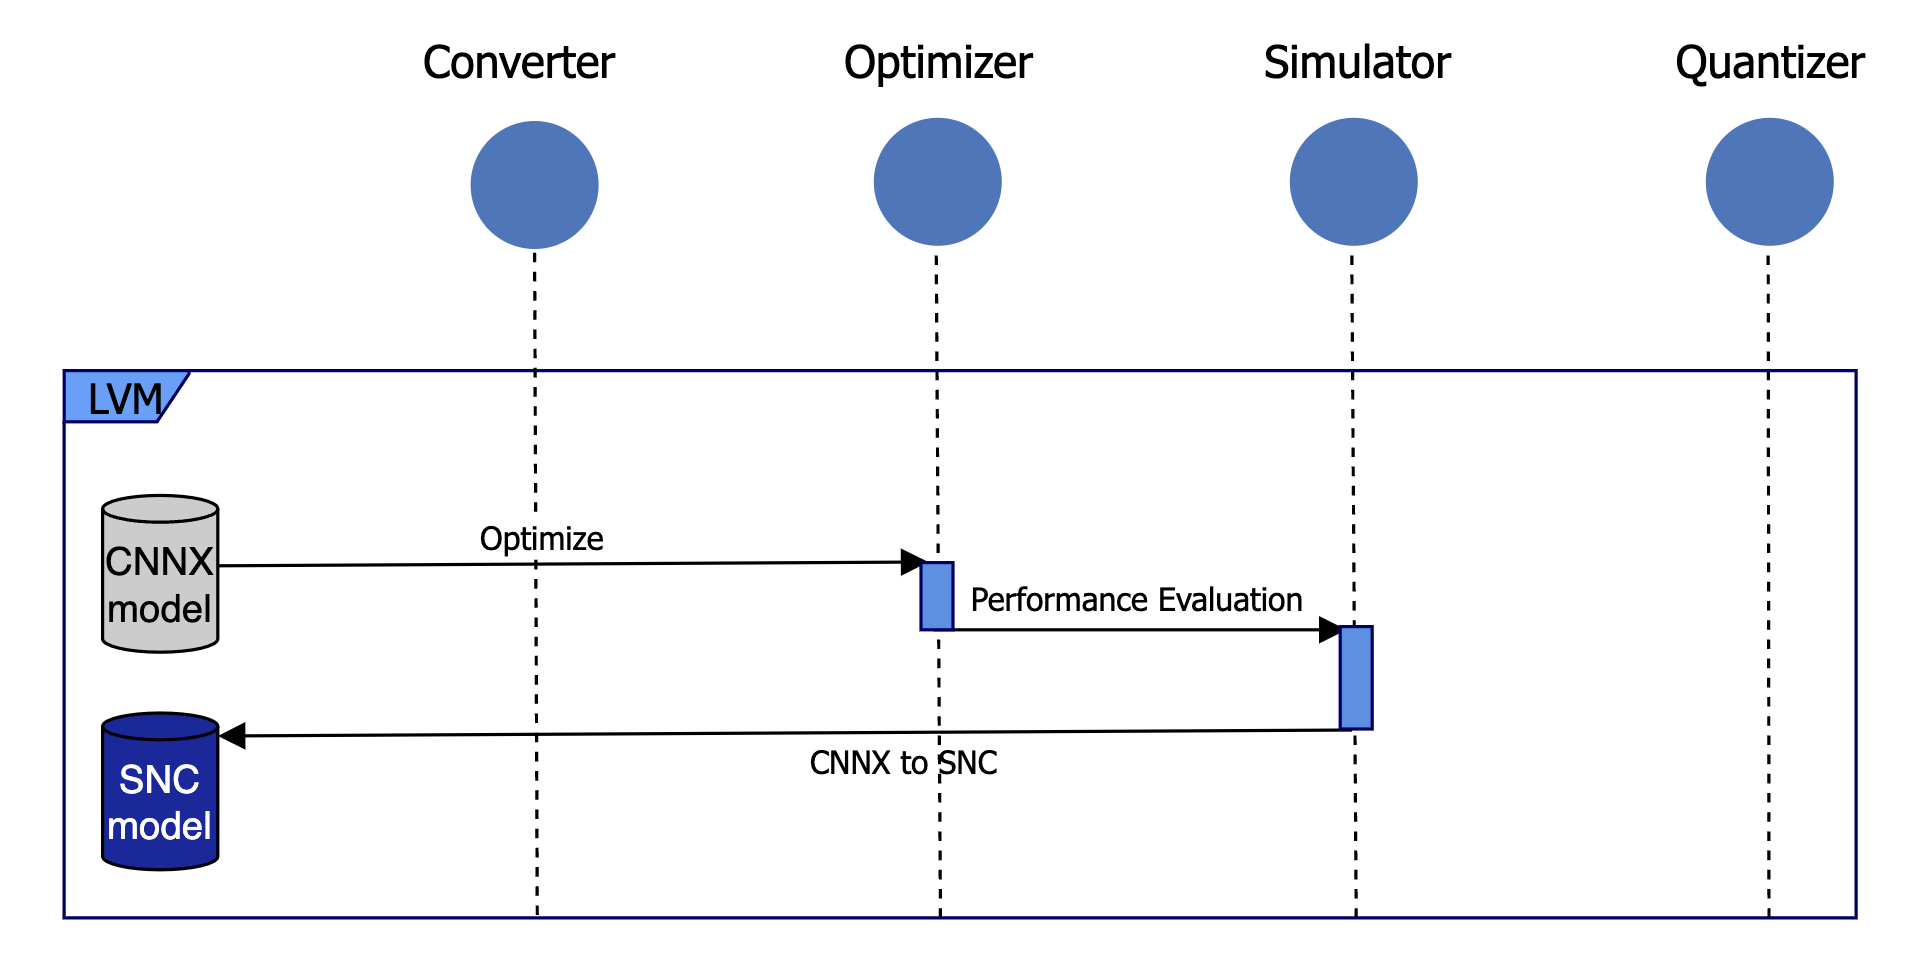 Converter
Optimizer
Simulator
Quantizer
LVM
Optimize
CNNX
model
Performance Evaluation
CNNX to SNC
SNC
model